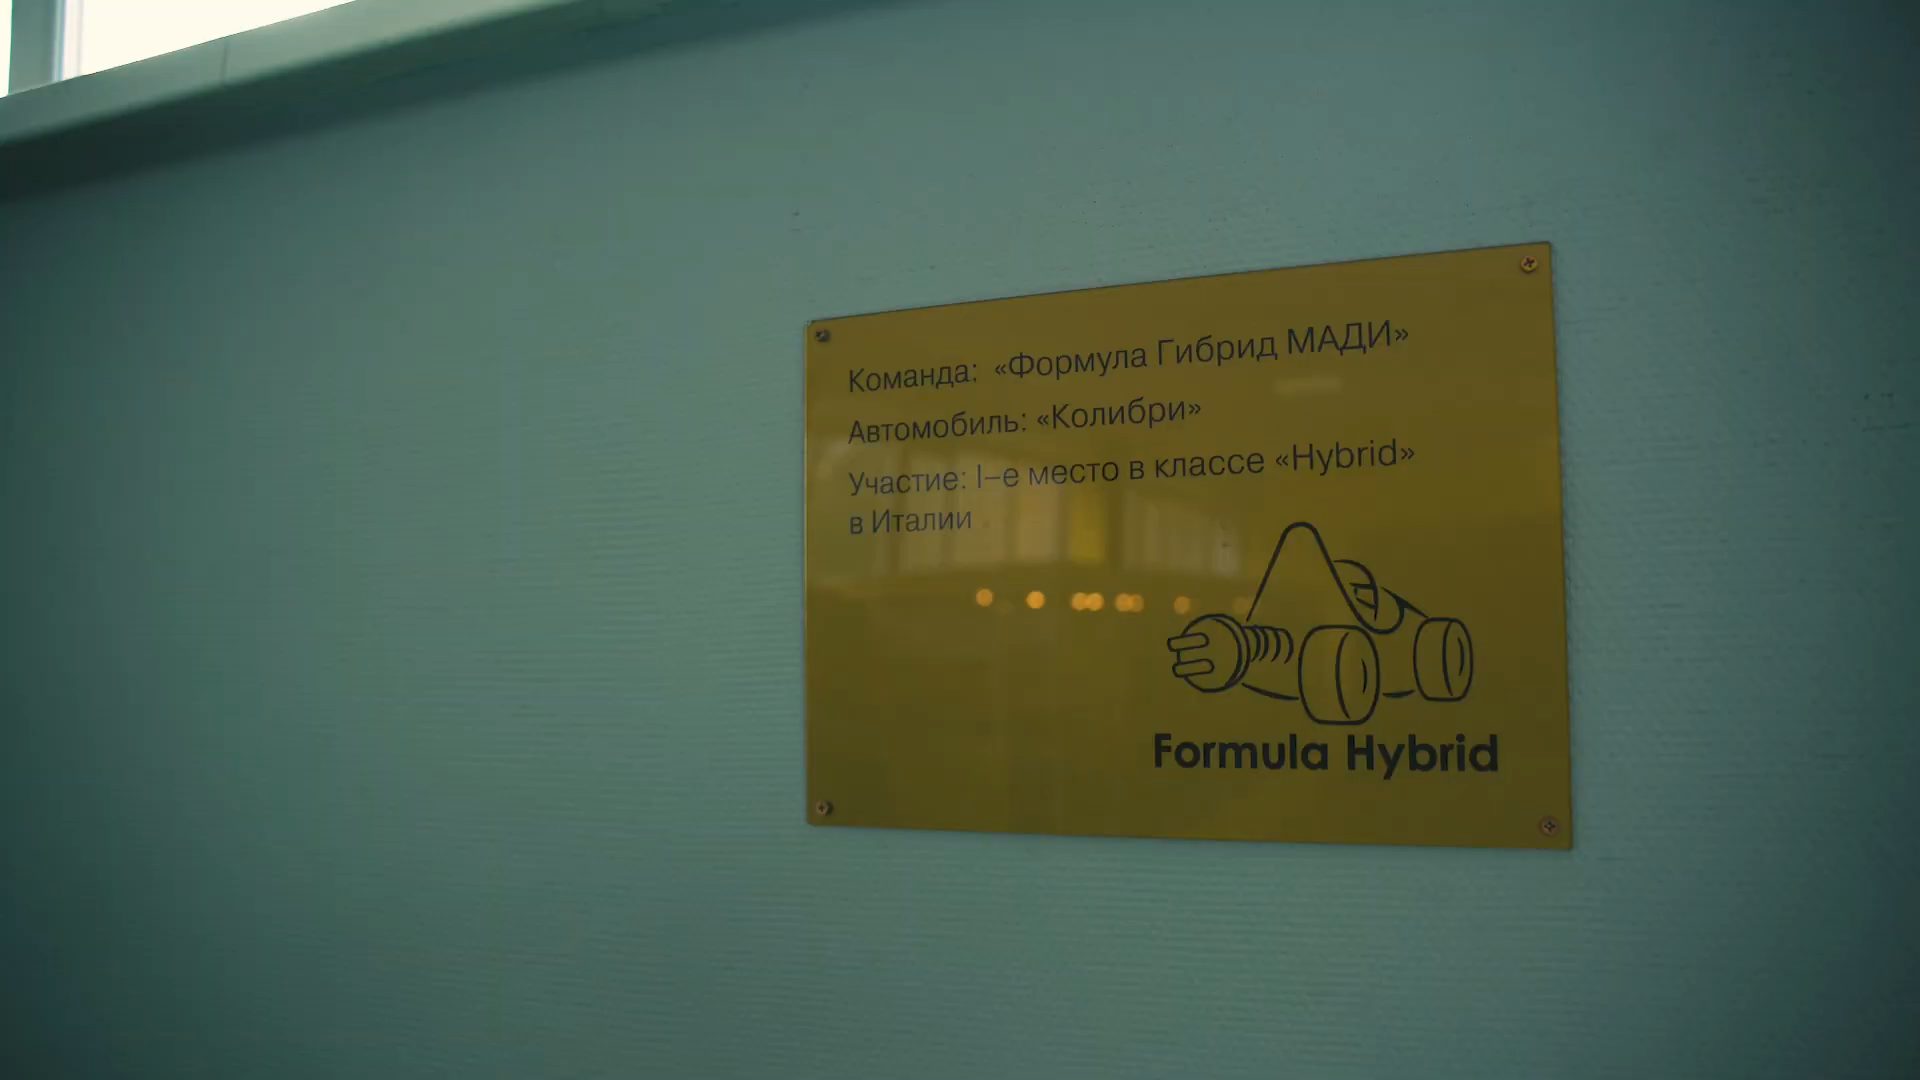 Команда: «Формула Гибрид МАДИ»
Автомобиль: «Колибри»
Участие: I–е место в классе «Hybrid»
в Италии
Formula Hybrid